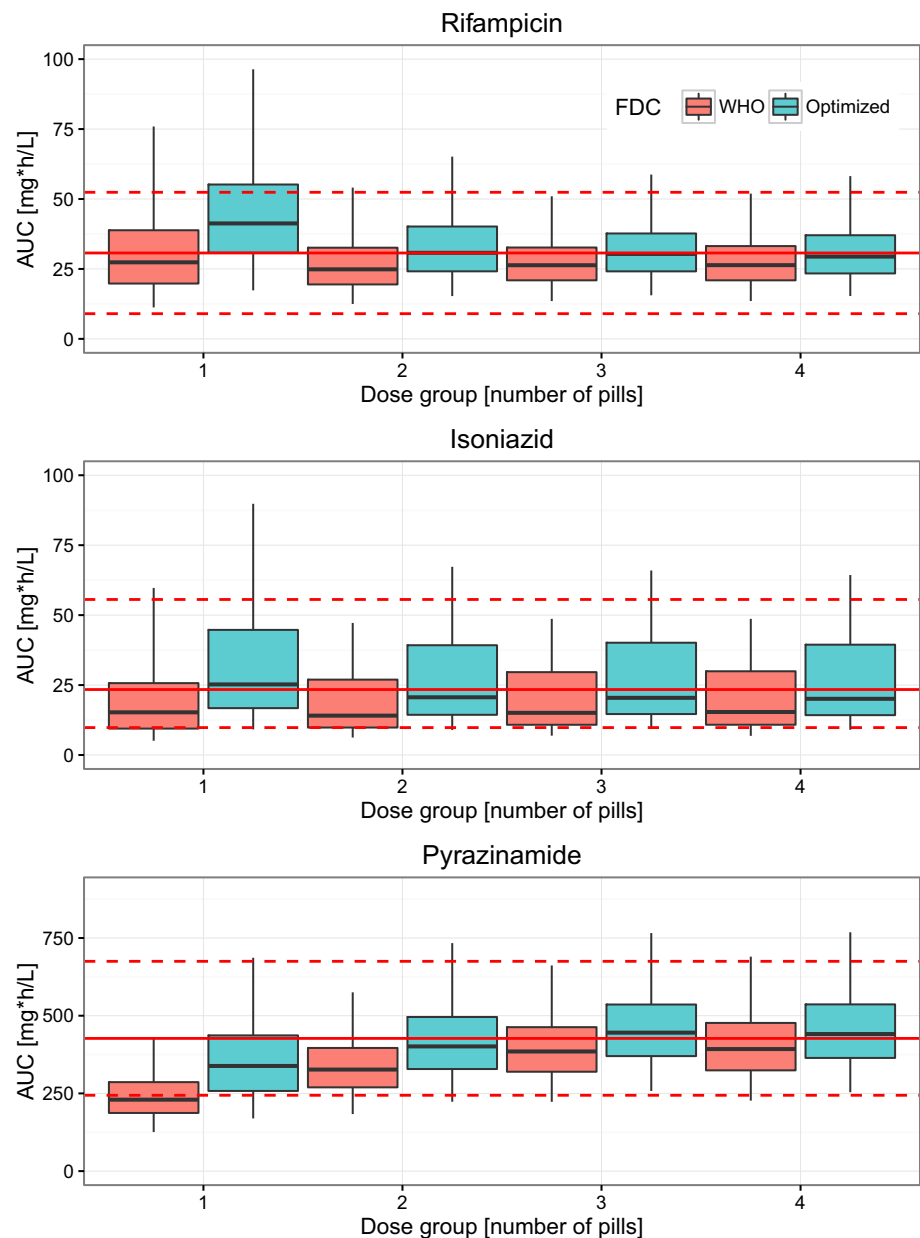 Rifampicin
AUC [mg*h/L]
100
75
50
25
0
FDC WHO Optimized
1 2 3 4
Dose group [number of pills]
Isoniazid
AUC [mg*h/L]
100
75
50
25
0
1 2 3 4
Dose group [number of pills]
Pyrazinamide
AUC [mg*h/L]
750
500
250
0
1 2 3 4
Dose group [number of pills]